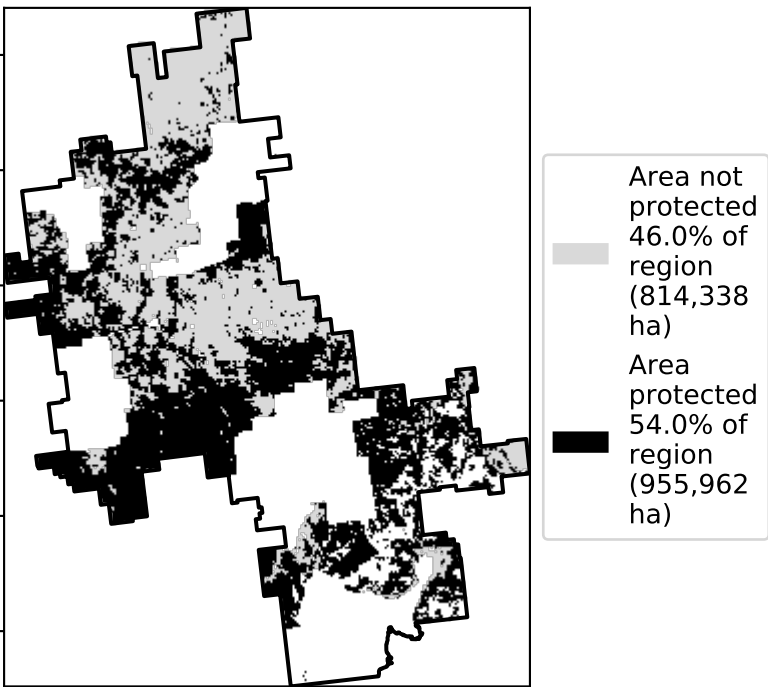 Area not
protected
46.0% of
region
(814,338
ha)
Area
protected
54.0% of
region
(955,962
ha)